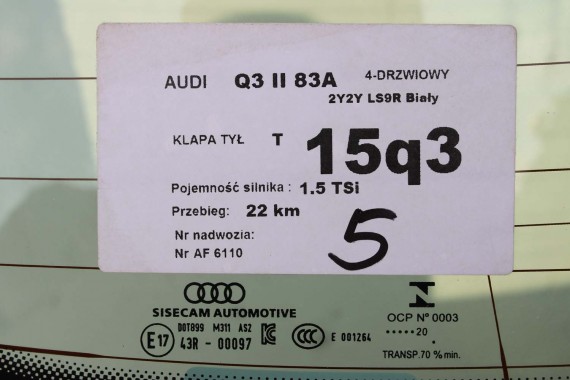 AUDI Q3 II 83A 4-DRZWIOWY
2Y2Y LS9R Biały
KLAPA TYŁ T 15q3
Pojemność silnika : 1.5 TSi
Przebieg: 22 km
Nr nadwozia:
Nr AF 6110
5
SISECAM AUTOMOTIVE
E17 DOT899 M311 AS2
43R - 00097
CCC E 001264
N
OCP Nº 0003
•••••20
TRANSP.70 % min.